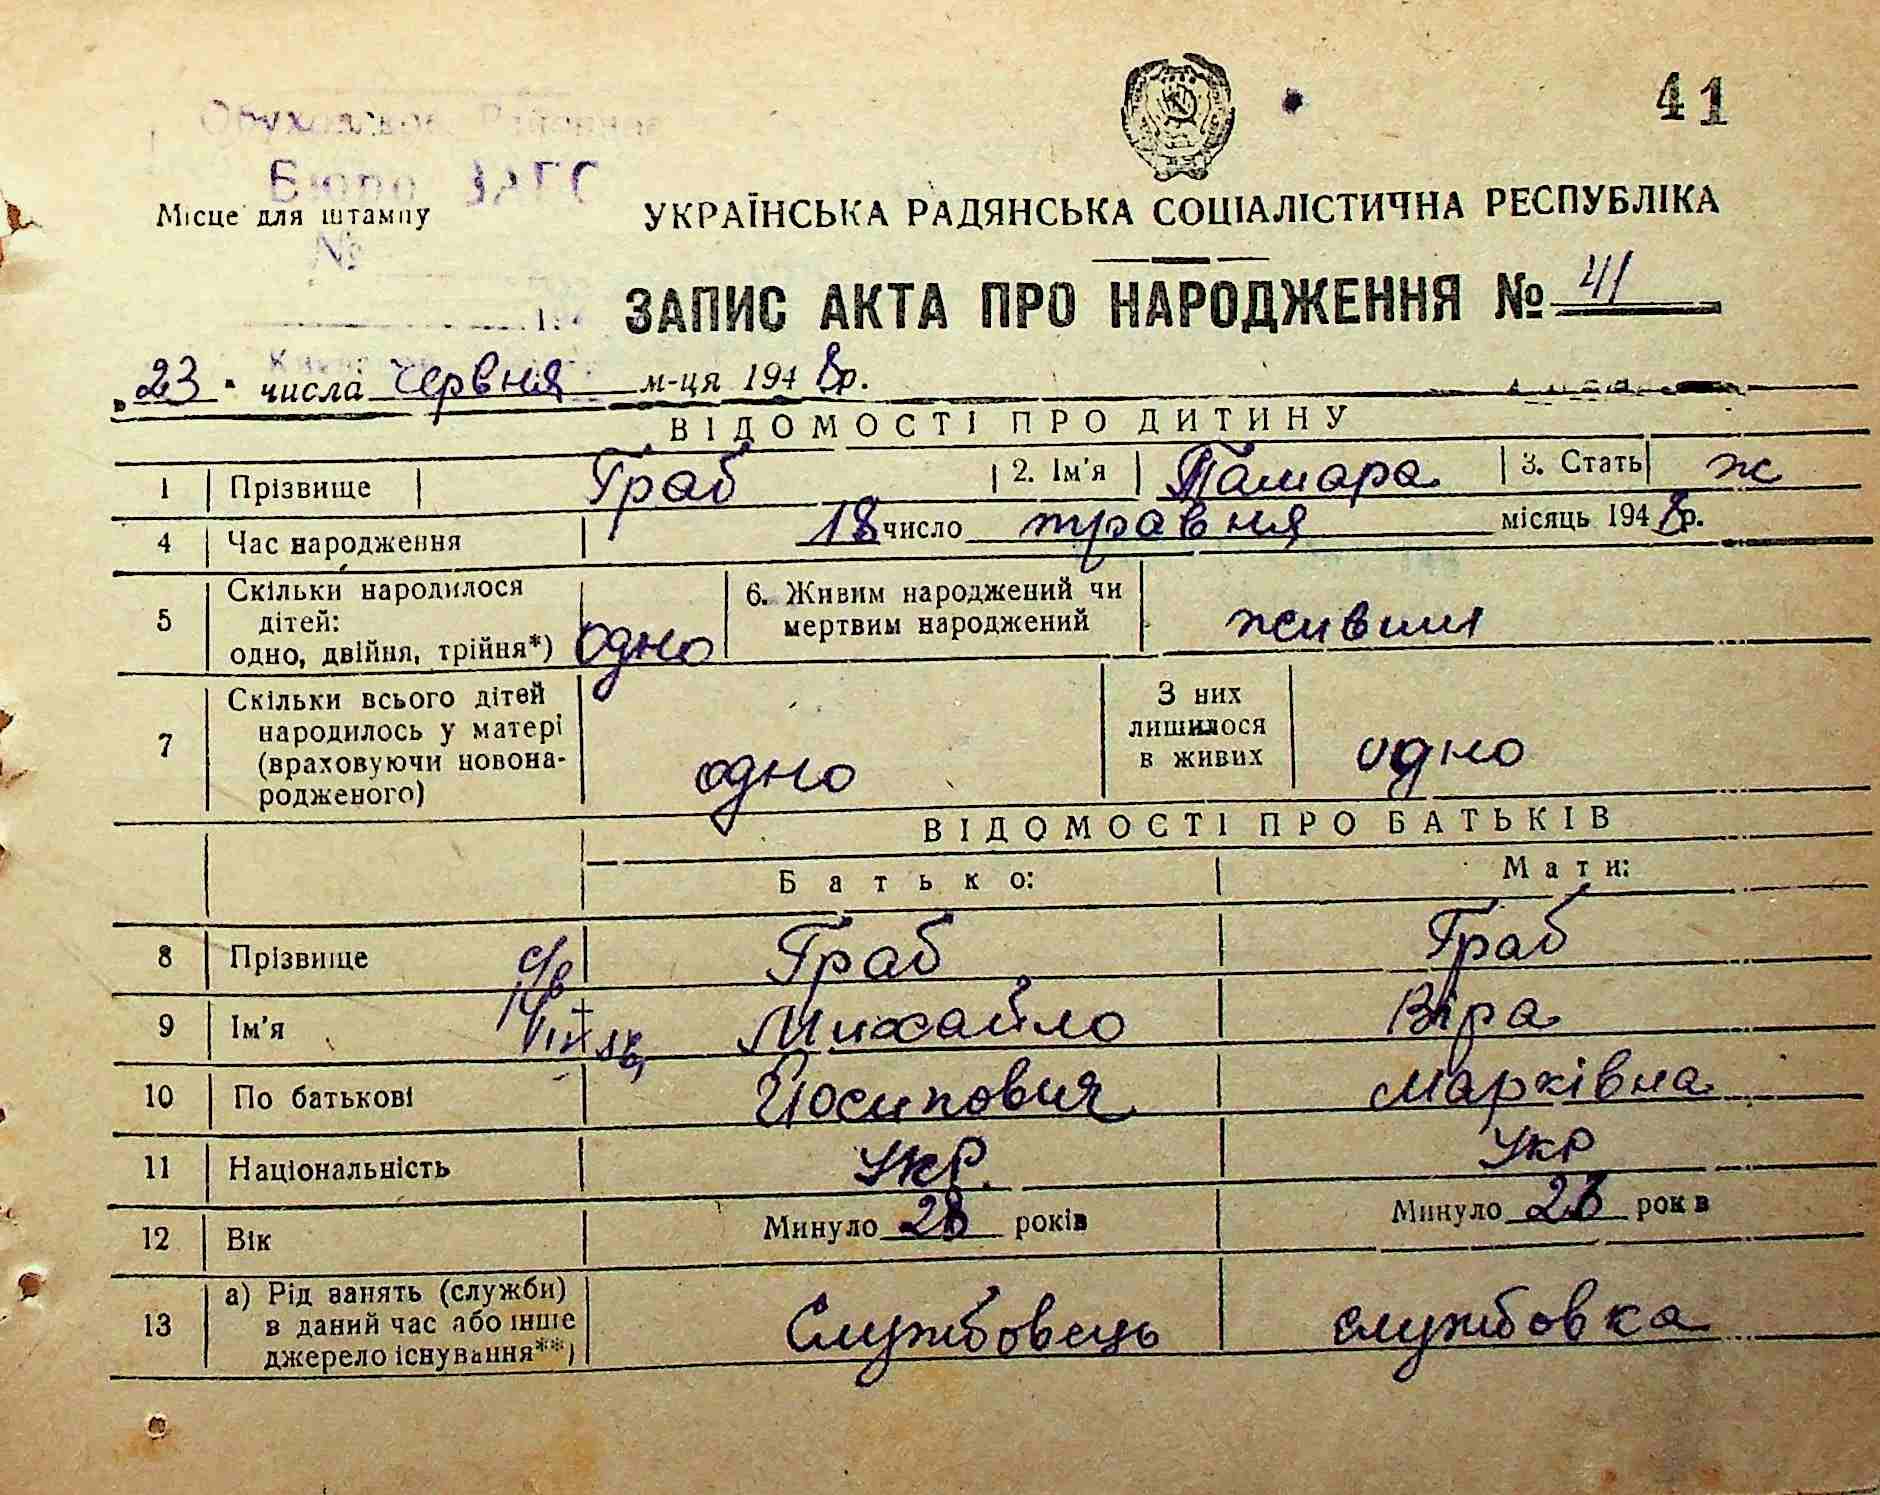 41
Бюро ЗАГС
Місце для штампу
УКРАЇНСЬКА РАДЯНСЬКА СОЦІАЛІСТИЧНА РЕСПУБЛІКА
№
ЗАПИС АКТА ПРО НАРОДЖЕННЯ № 41
„23" числа червня м-ця 1948р.
ВІДОМОСТІ ПРО ДИТИНУ
1 Прізвище Граб 2. Ім'я Тамара 3. Стать ж
4 Час народження 18 число травня місяць 1948р.
5 Скільки народилося
дітей:
одно, двійня, трійня*) одно 6. Живим народжений чи
мертвим народжений живим
7 Скільки всього дітей
народилось у матері
(враховуючи новона-
родженого) одно З них
лишилося
в живих одно
ВІДОМОСТІ ПРО БАТЬКІВ
Батько: Мати:
8 Прізвище Граб Граб
9 Ім'я Михайло Віра
10 По батькові Йосипович Марківна
11 Національність Укр. Укр
12 Вік Минуло 28 років Минуло рок в
13 а) Рід занять (служби)
в даний час або інше
джерело існування**) Службовець службовка